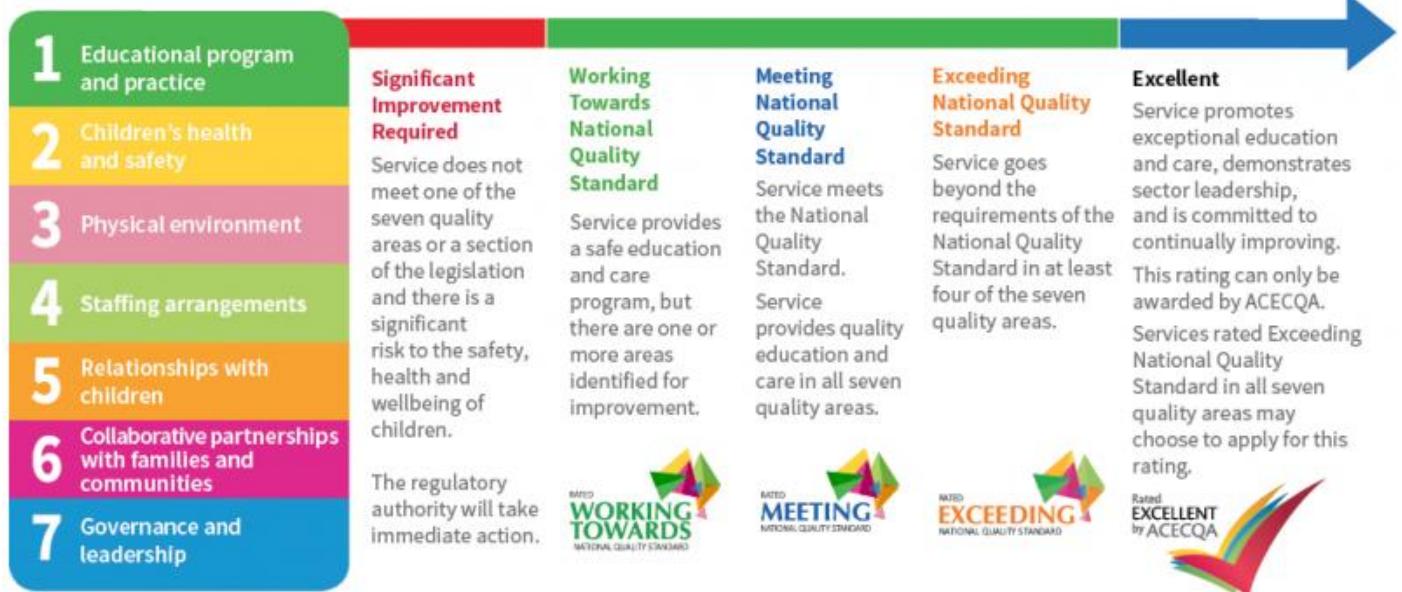 1
Educational program
and practice
2
Children's health
and safety
3
Physical environment
4
Staffing arrangements
5
Relationships with
children
6
Collaborative partnerships
with families and
communities
7
Governance and
leadership
Significant
Improvement
Required
Service does not
meet one of the
seven quality
areas or a section
of the legislation
and there is a
significant
risk to the safety,
health and
wellbeing of
children.
The regulatory
authority will take
immediate action.
Working
Towards
National
Quality
Standard
Service provides
a safe education
and care
program, but
there are one or
more areas
identified for
improvement.
RATED
WORKING
TOWARDS
NATIONAL QUALITY STANDARD
Meeting
National
Quality
Standard
Service meets
the National
Quality
Standard.
Service
provides quality
education and
care in all seven
quality areas.
RATED
MEETING
NATIONAL QUALITY STANDARD
Exceeding
National Quality
Standard
Service goes
beyond the
requirements of the
National Quality
Standard in at least
four of the seven
quality areas.
RATED
EXCEEDING
NATIONAL QUALITY STANDARD
Excellent
Service promotes
exceptional education
and care, demonstrates
sector leadership,
and is committed to
continually improving.
This rating can only be
awarded by ACECQA.
Services rated Exceeding
National Quality
Standard in all seven
quality areas may
choose to apply for this
rating.
Rated
EXCELLENT
by ACECQA